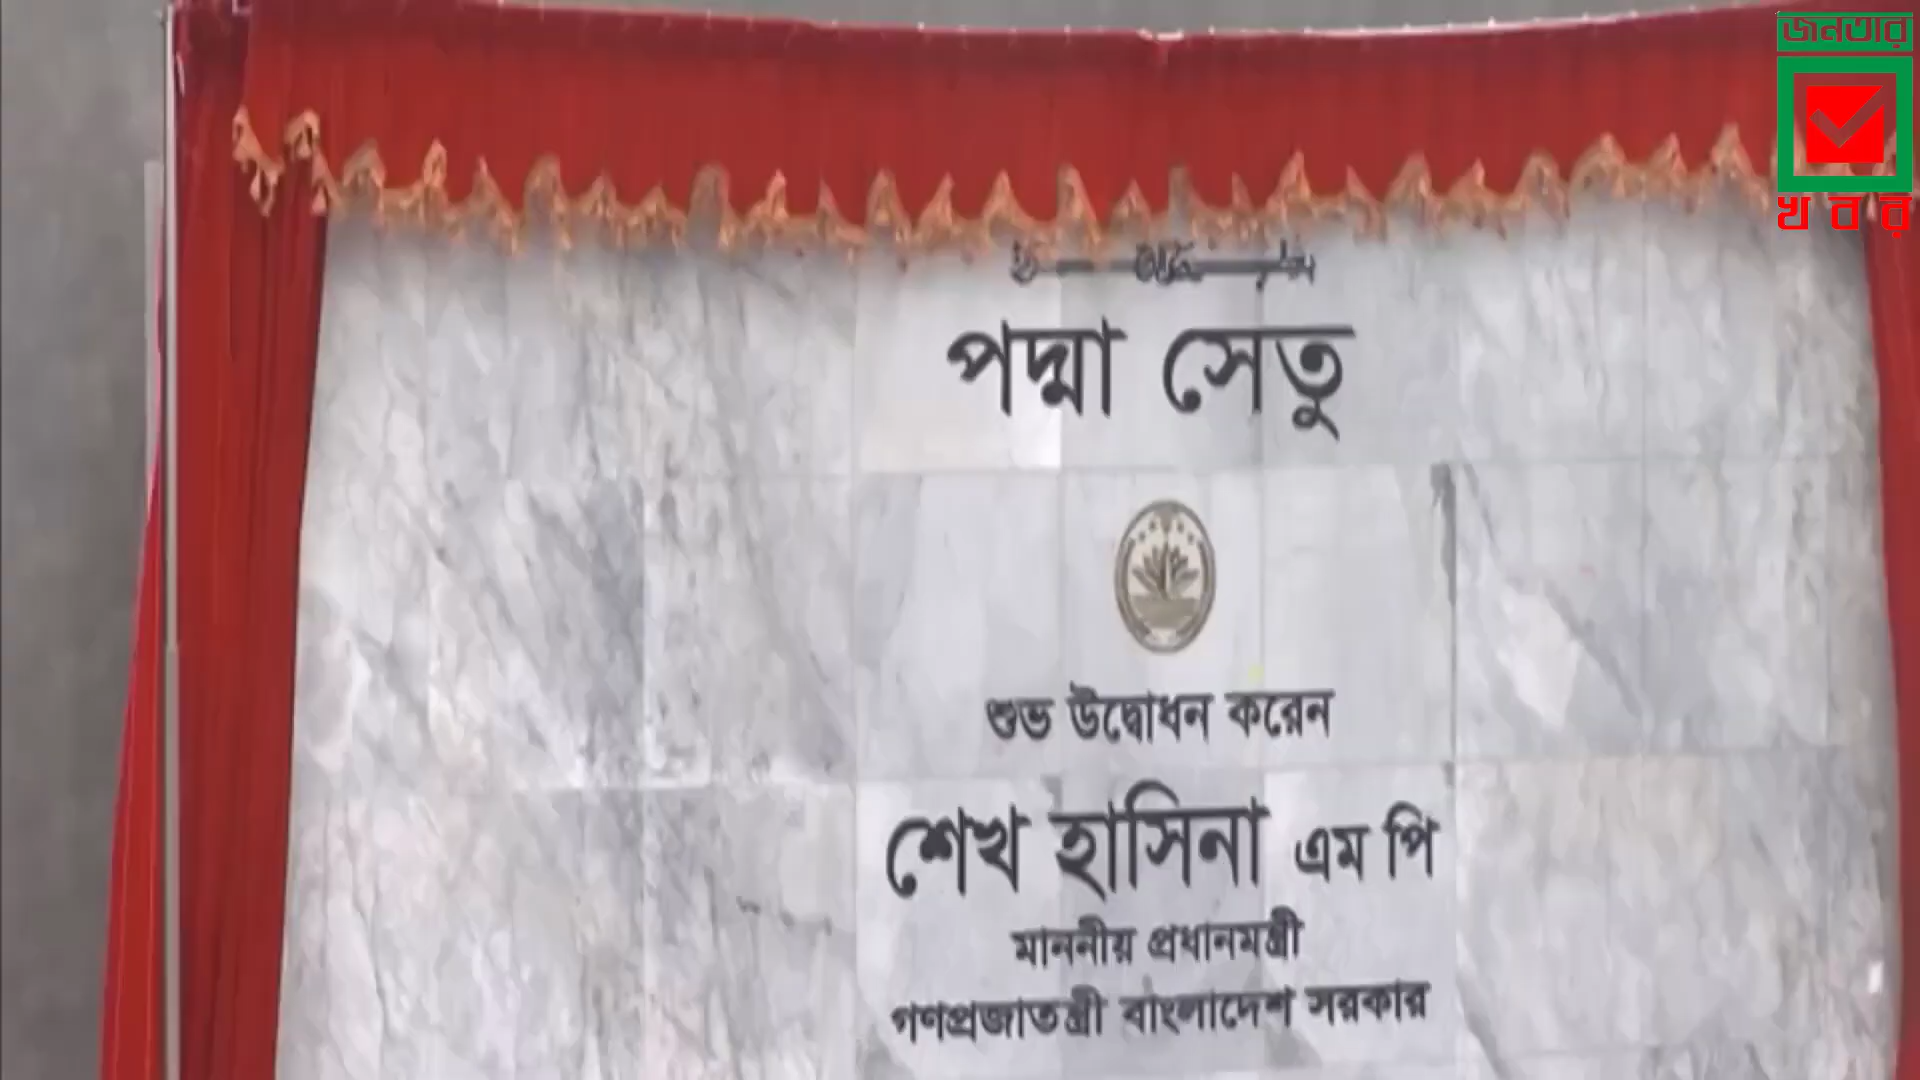 জনতার
খবর
পদ্মা সেতু
শুভ উদ্বোধন করেন
শেখ হাসিনা এম পি
মাননীয় প্রধানমন্ত্রী
গণপ্রজাতন্ত্রী বাংলাদেশ সরকার